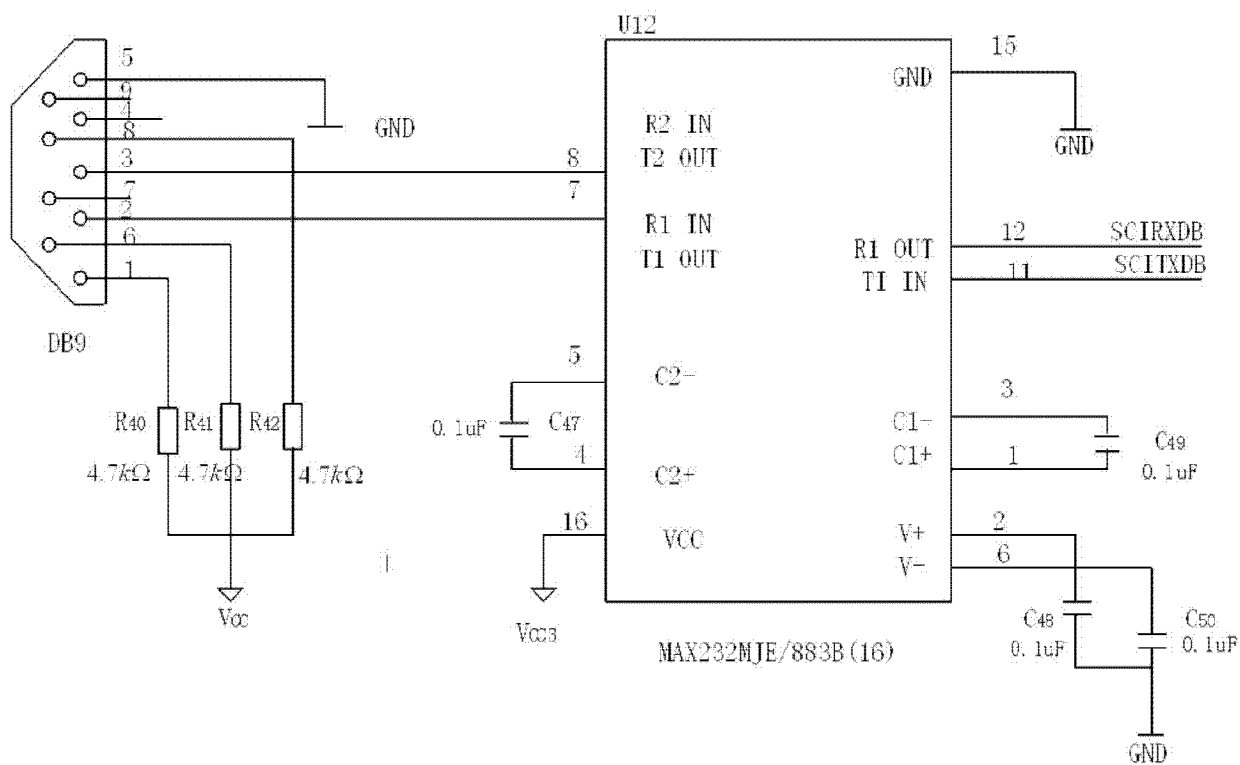 U12
5
9
4
8
3
7
2
6
1
DB9
GND
8
7
R2 IN
T2 OUT
R1 IN
T1 OUT
GND
15
GND
R1 OUT
TI IN
12
SCIRXDB
11
SCITXDB
5
C2-
0.1uF
C47
4
C2+
16
VCC
VCC3
R40
R41
R42
4.7kΩ
4.7kΩ
4.7kΩ
VCC
3
C1-
C1+
1
C49
0.1uF
V+
2
V-
6
C48
0.1uF
C50
0.1uF
GND
MAX232MJE/883B(16)